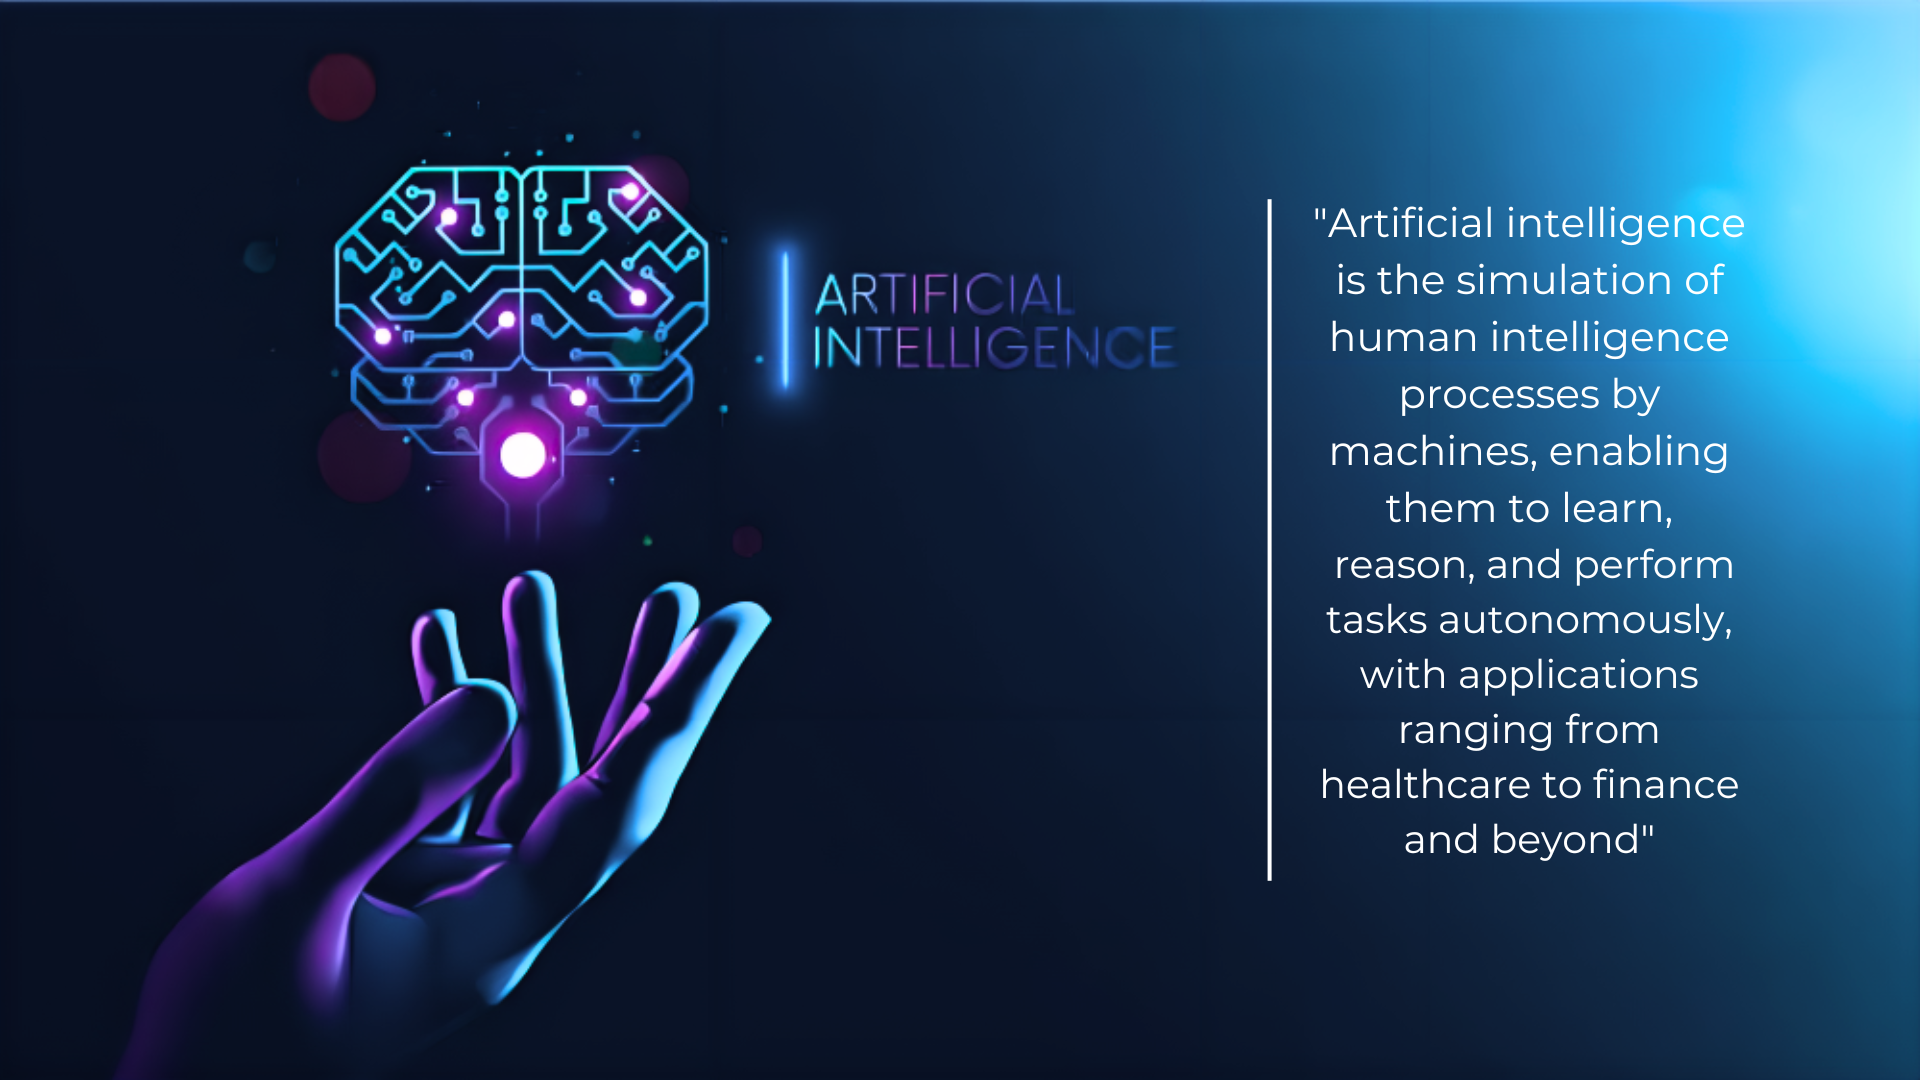 ARTIFICIAL
INTELLIGENCE
"Artificial intelligence
is the simulation of
human intelligence
processes by
machines, enabling
them to learn,
reason, and perform
tasks autonomously,
with applications
ranging from
healthcare to finance
and beyond"